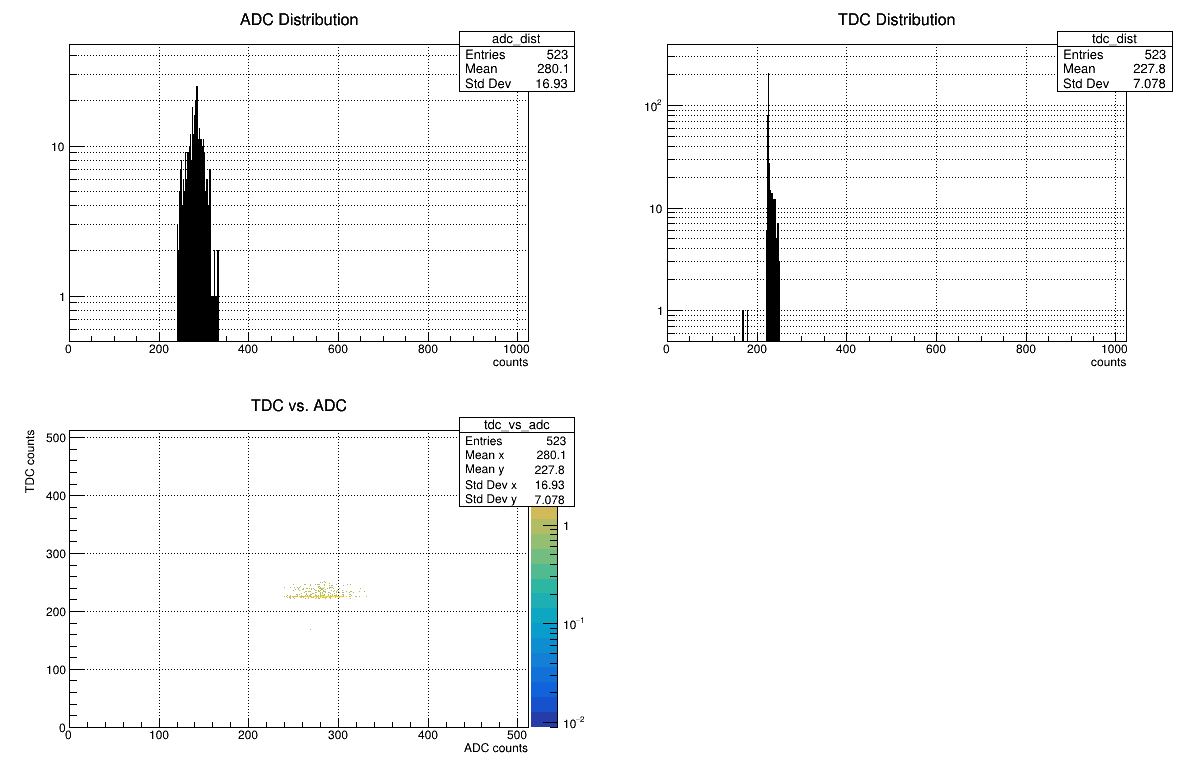 ADC Distribution
adc_dist
Entries 523
Mean 280.1
Std Dev 16.93
10
1
0 200 400 600 800 1000
counts
TDC Distribution
tdc_dist
Entries 523
Mean 227.8
Std Dev 7.078
10²
10
1
0 200 400 600 800 1000
counts
TDC vs. ADC
tdc_vs_adc
Entries 523
Mean x 280.1
Mean y 227.8
Std Dev x 16.93
Std Dev y 7.078
TDC counts
500
400
300
200
100
0
0 100 200 300 400 500
ADC counts
1
10⁻¹
10⁻²